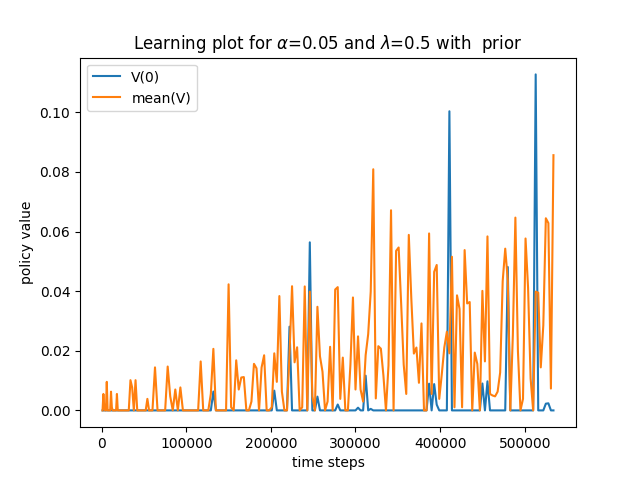 Learning plot for α=0.05 and λ=0.5 with  prior
V(0)
mean(V)
policy value
0.10
0.08
0.06
0.04
0.02
0.00
0 100000 200000 300000 400000 500000
time steps